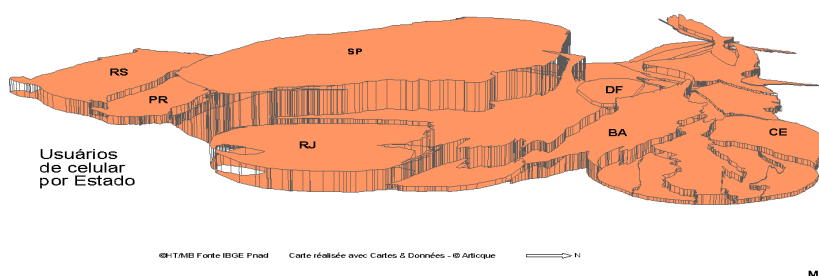 SP
RS
PR
DF
RJ
BA
CE
Usuários
de celular
por Estado
©HT/MB Fonte IBGE Pnad Carte réalisée avec Cartes & Données - © Articque N
M